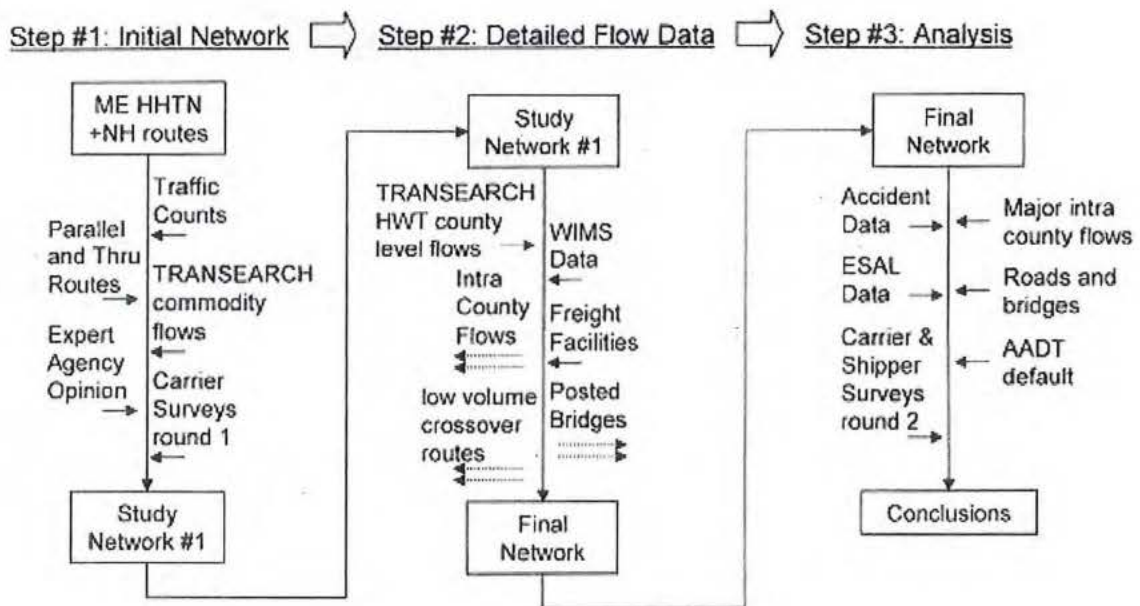 Step #1: Initial Network
Step #2: Detailed Flow Data
Step #3: Analysis
ME HHTN
+NH routes
Traffic
Counts
Parallel
and Thru
Routes
TRANSEARCH
commodity
flows
Expert
Agency
Opinion
Carrier
Surveys
round 1
Study
Network #1
Study
Network #1
TRANSEARCH
HWT county
level flows
WIMS
Data
Intra
County
Flows
Freight
Facilities
low volume
crossover
routes
Posted
Bridges
Final
Network
Final
Network
Accident
Data
Major intra
county flows
ESAL
Data
Roads and
bridges
Carrier &
Shipper
Surveys
round 2
AADT
default
Conclusions